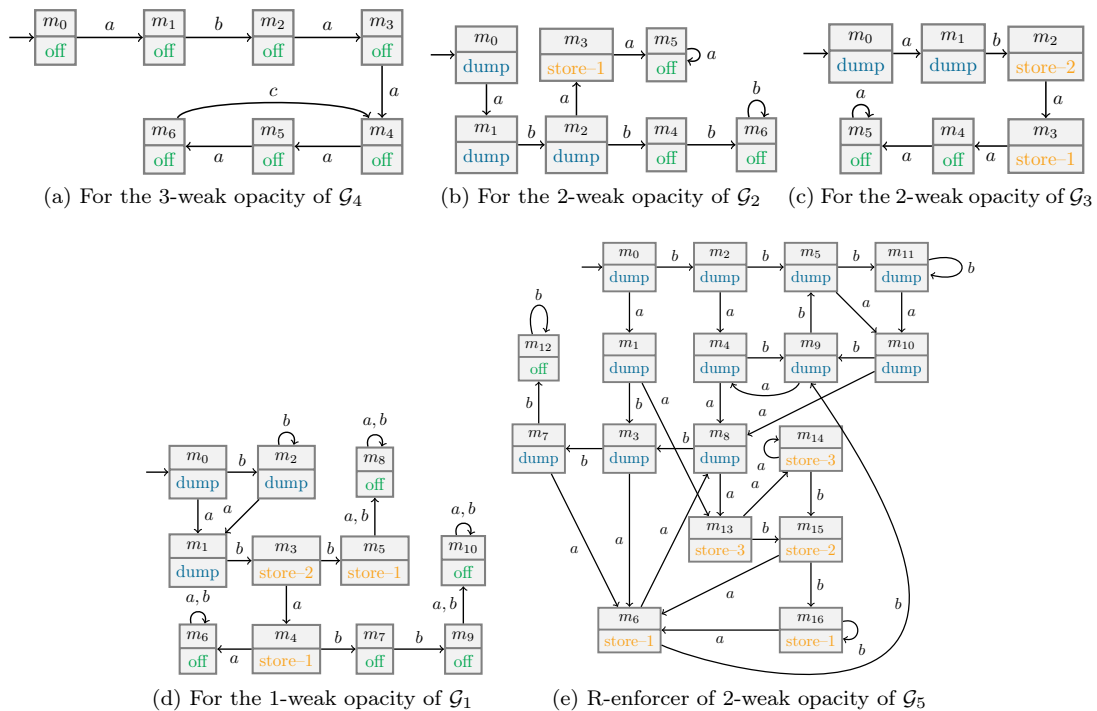 m0 a m1 b m2 a m3
off off off off
c a
m6 a m5 a m4
off off off
(a) For the 3-weak opacity of G4
m0 m3 a m5 a
dump store–1 off
a a b
m1 b m2 b m4 b m6
dump dump off off
(b) For the 2-weak opacity of G2
m0 a m1 b m2
dump dump store–2
a a
m5 a m4 a m3
off off store–1
(c) For the 2-weak opacity of G3
b a, b
m0 b m2 m8
dump dump off
a a a, b a, b
m1 b m3 b m5 m10
dump store–2 store–1 off
a, b a a, b
m6 a m4 b m7 b m9
off store–1 off off
(d) For the 1-weak opacity of G1
m0 b m2 b m5 b m11 b
dump dump dump dump
b a a b a a
m12 m1 m4 b m9 b m10
off dump dump dump dump
b a b a a a
m7 b m3 b m8 m14
dump dump dump a store–3
a a a a a b
m13 b m15
store–3 store–2
a b b
m6 a m16
store–1 store–1 b
(e) R-enforcer of 2-weak opacity of G5